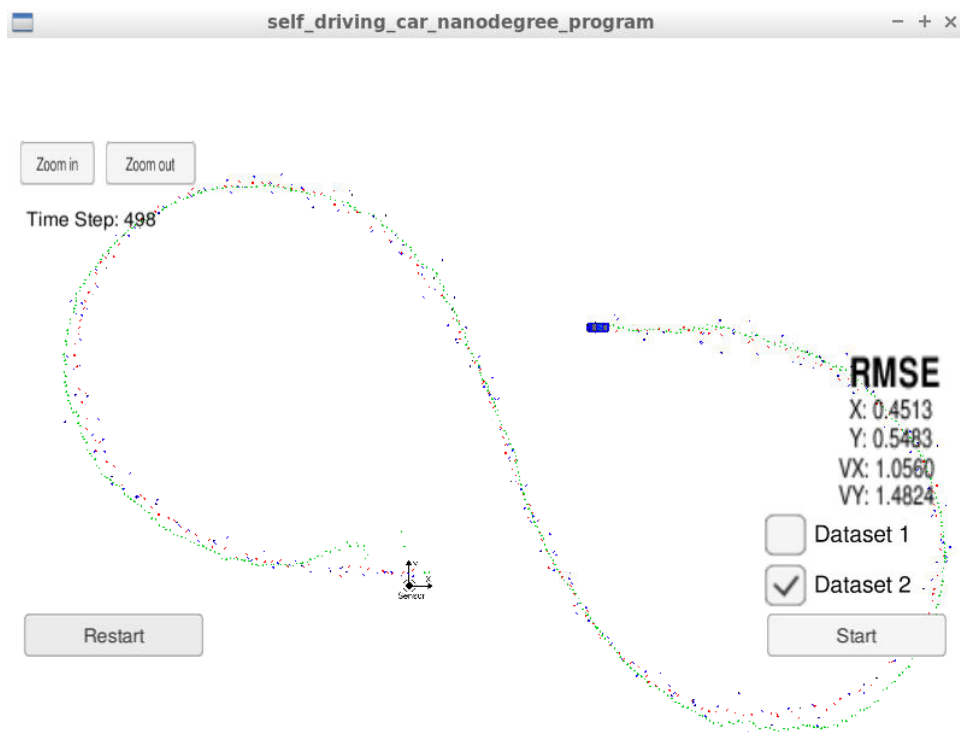 self_driving_car_nanodegree_program
Zoom in
Zoom out
Time Step: 498
RMSE
X: 0.4513
Y: 0.5483
VX: 1.0560
VY: 1.4824
Dataset 1
Y
X
Sensor
Dataset 2
Restart
Start